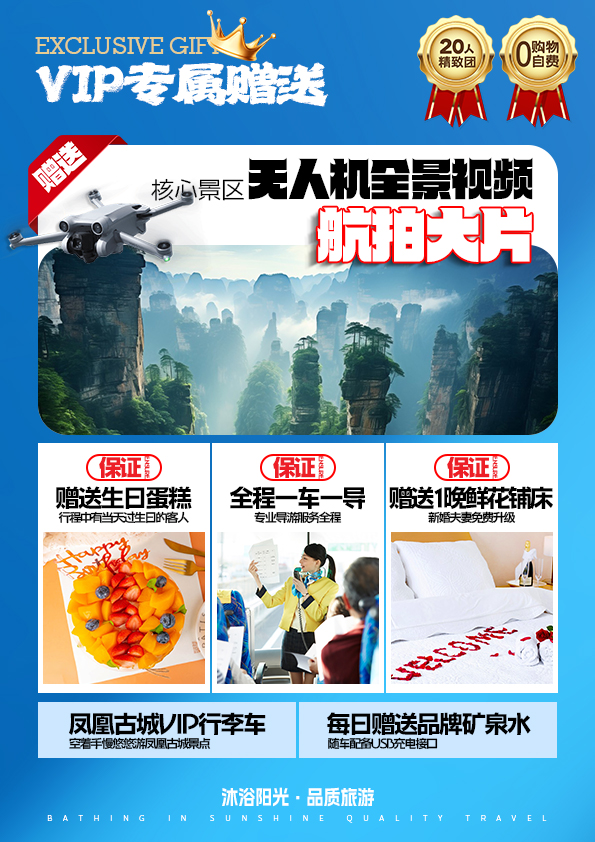 EXCLUSIVE GIF
VIP专属赠送
20人
精致团
0购物
自费
赠送
核心景区无人机全景视频
航拍大片
保证
赠送生日蛋糕
行程中有当天过生日的客人
保证
全程一车一导
专业导游服务全程
保证
赠送1晚鲜花铺床
新婚夫妻免费升级
Happy
Birthday
WELCOME
凤凰古城VIP行李车
空着手慢悠悠游凤凰古城景点
每日赠送品牌矿泉水
随车配备USB充电接口
沐浴阳光·品质旅游
BATHING IN SUNSHINE QUALITY TRAVEL